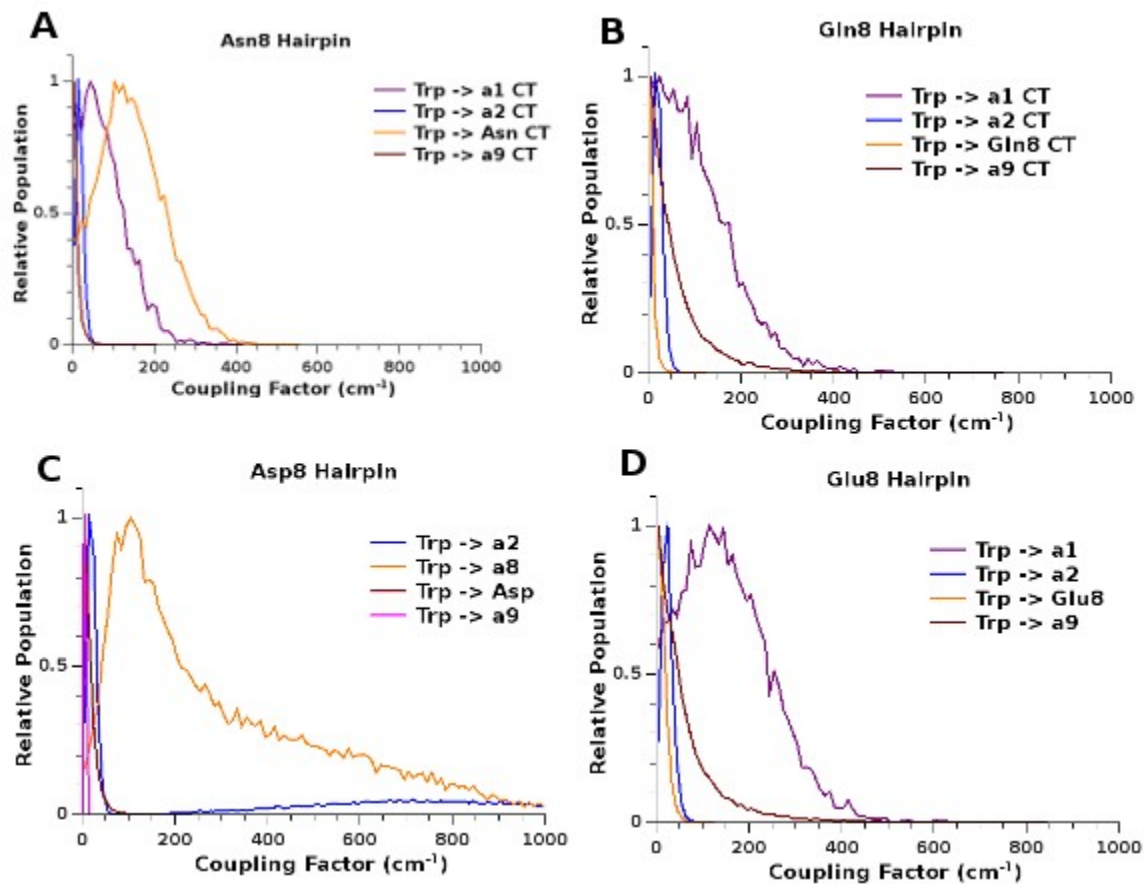 A
Asn8 Hairpin
Relative Population
1
0.5
0
Trp -> a1 CT
Trp -> a2 CT
Trp -> Asn CT
Trp -> a9 CT
0 200 400 600 800 1000
Coupling Factor (cm⁻¹)
B
Gln8 Hairpin
Relative Population
1
0.5
0
Trp -> a1 CT
Trp -> a2 CT
Trp -> Gln8 CT
Trp -> a9 CT
0 200 400 600 800 1000
Coupling Factor (cm⁻¹)
C
Asp8 Hairpin
Relative Population
1
0.5
0
Trp -> a2
Trp -> a8
Trp -> Asp
Trp -> a9
0 200 400 600 800 1000
Coupling Factor (cm⁻¹)
D
Glu8 Hairpin
Relative Population
1
0.5
0
Trp -> a1
Trp -> a2
Trp -> Glu8
Trp -> a9
0 200 400 600 800 1000
Coupling Factor (cm⁻¹)